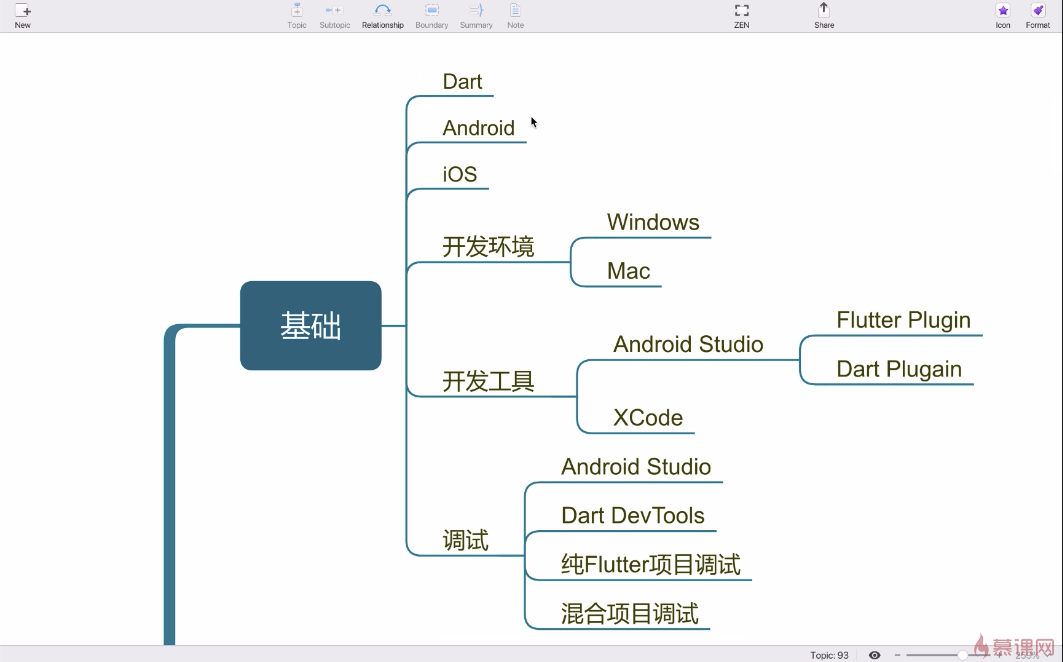 New
Topic
Subtopic
Relationship
Boundary
Summary
Note
ZEN
Share
Icon
Format
Dart
Android
iOS
开发环境
Windows
Mac
基础
开发工具
Android Studio
Flutter Plugin
Dart Plugain
XCode
调试
Android Studio
Dart DevTools
纯Flutter项目调试
混合项目调试
Topic: 93
慕课网